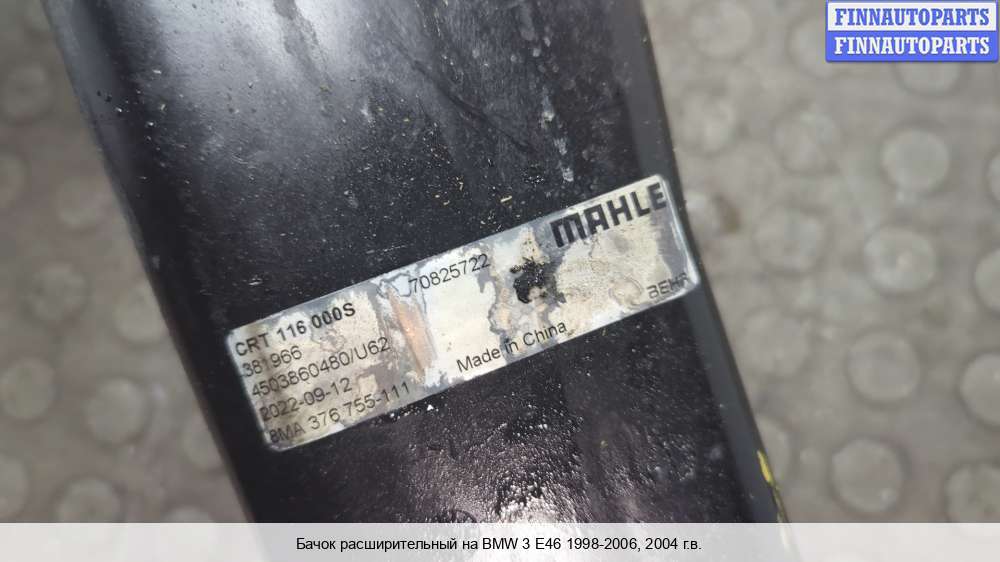 FINNAUTOPARTS
FINNAUTOPARTS
MAHLE
BEHR
CRT 116 000S
70825722
381966
4503860480/U62
2022-09-12
Made in China
8MA 376 755-111
Бачок расширительный на BMW 3 E46 1998-2006, 2004 г.в.